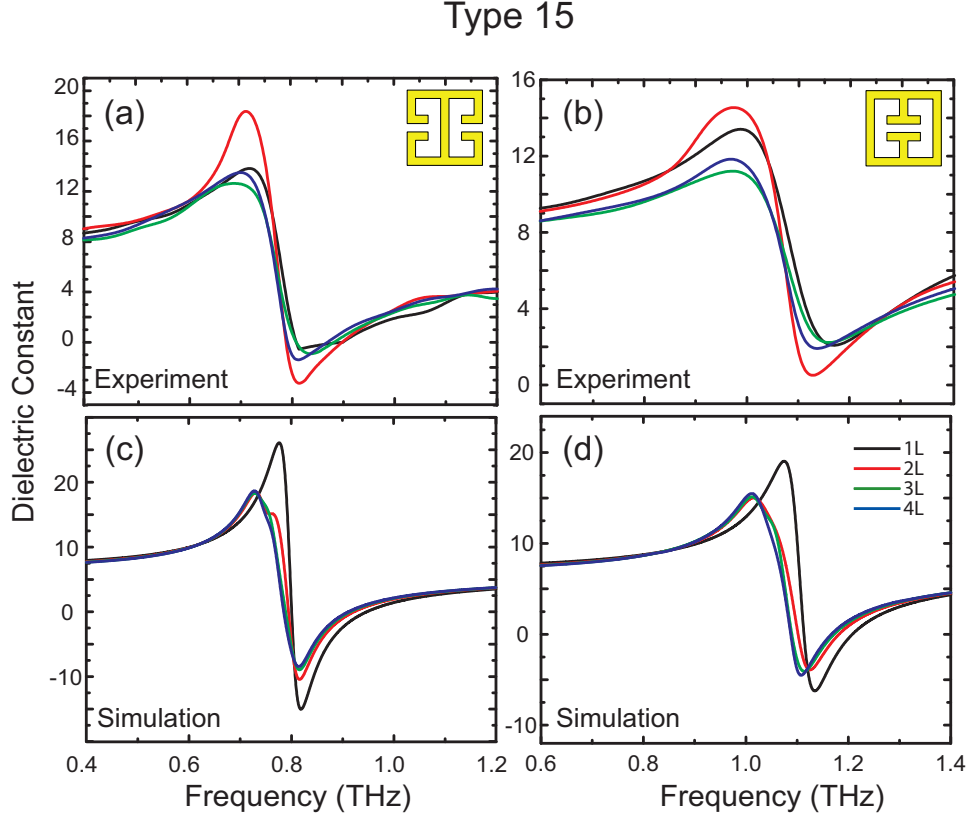 Type 15
Dielectric Constant
(a)
20
16
12
8
4
0
-4
Experiment
(b)
16
12
8
4
0
Experiment
(c)
20
10
0
-10
Simulation
0.4 0.6 0.8 1.0 1.2
Frequency (THz)
(d)
20
10
0
-10
1L
2L
3L
4L
Simulation
0.6 0.8 1.0 1.2 1.4
Frequency (THz)